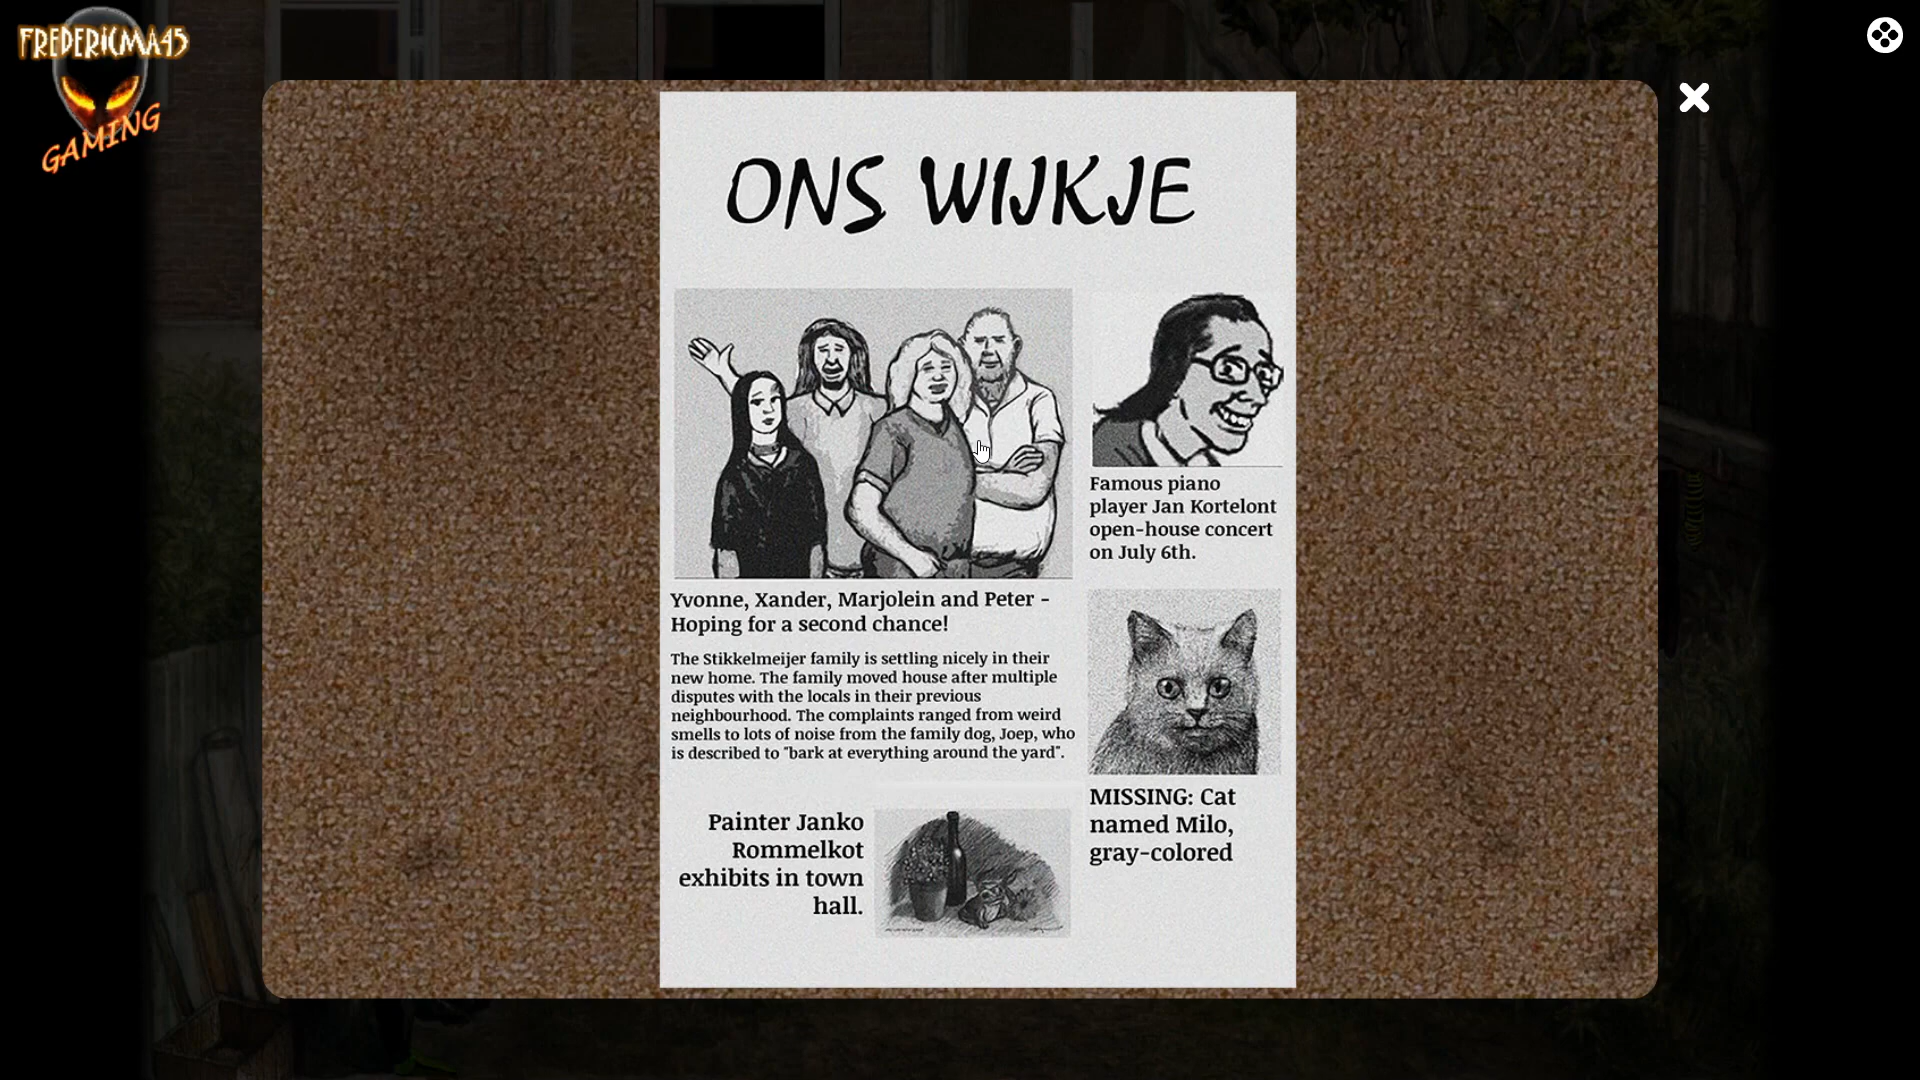 FREDERICMA45
GAMING
ONS WIJKJE
Yvonne, Xander, Marjolein and Peter -
Hoping for a second chance!
The Stikkelmeijer family is settling nicely in their
new home. The family moved house after multiple
disputes with the locals in their previous
neighbourhood. The complaints ranged from weird
smells to lots of noise from the family dog, Joep, who
is described to "bark at everything around the yard".
Painter Janko
Rommelkot
exhibits in town
hall.
Famous piano
player Jan Kortelont
open-house concert
on July 6th.
MISSING: Cat
named Milo,
gray-colored